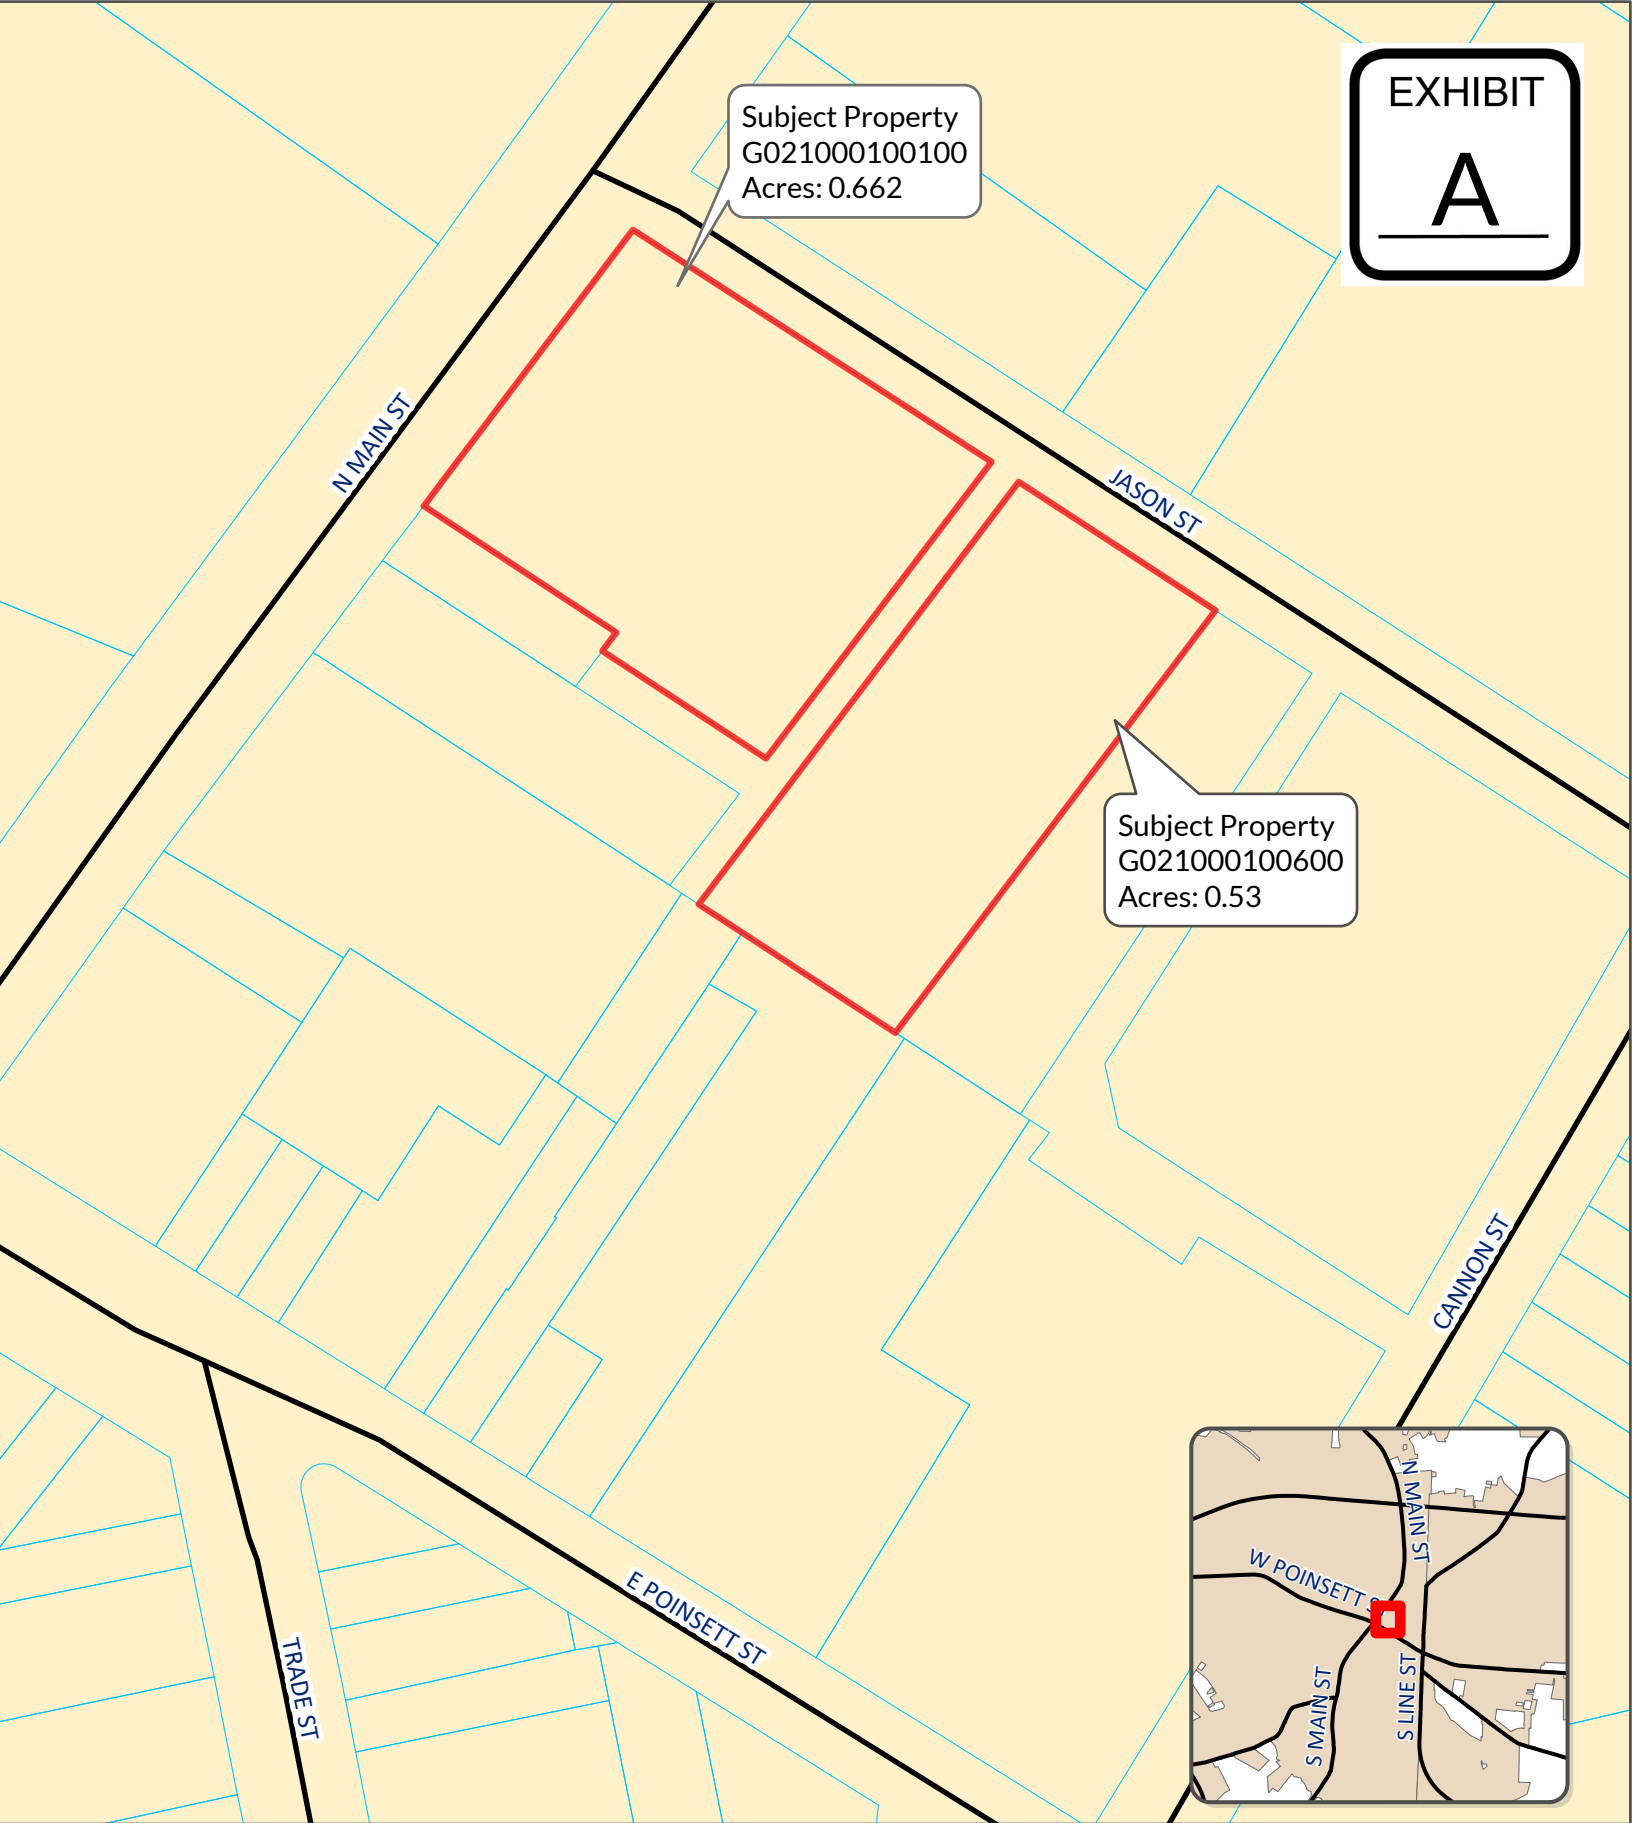 EXHIBIT
A
Subject Property
G021000100100
Acres: 0.662
N MAIN ST
JASON ST
Subject Property
G021000100600
Acres: 0.53
CANNON ST
E POINSETT ST
TRADE ST
N MAIN ST
W POINSETT S
S MAIN ST
S LINE ST